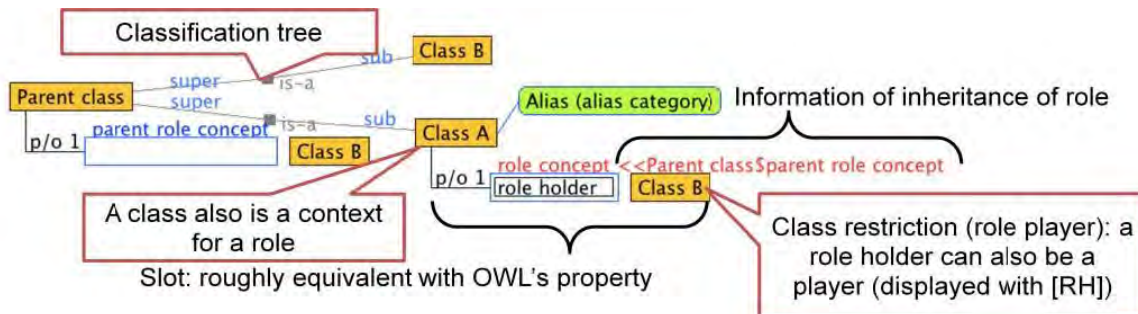 Classification tree
Class B
sub
super
is-a
Parent class
super
Alias (alias category)
Information of inheritance of role
is-a
sub
Class A
p/o 1
parent role concept
Class B
role concept <<Parent class$parent role concept
p/o 1
role holder
Class B
A class also is a context
for a role
Class restriction (role player): a
role holder can also be a
player (displayed with [RH])
Slot: roughly equivalent with OWL's property